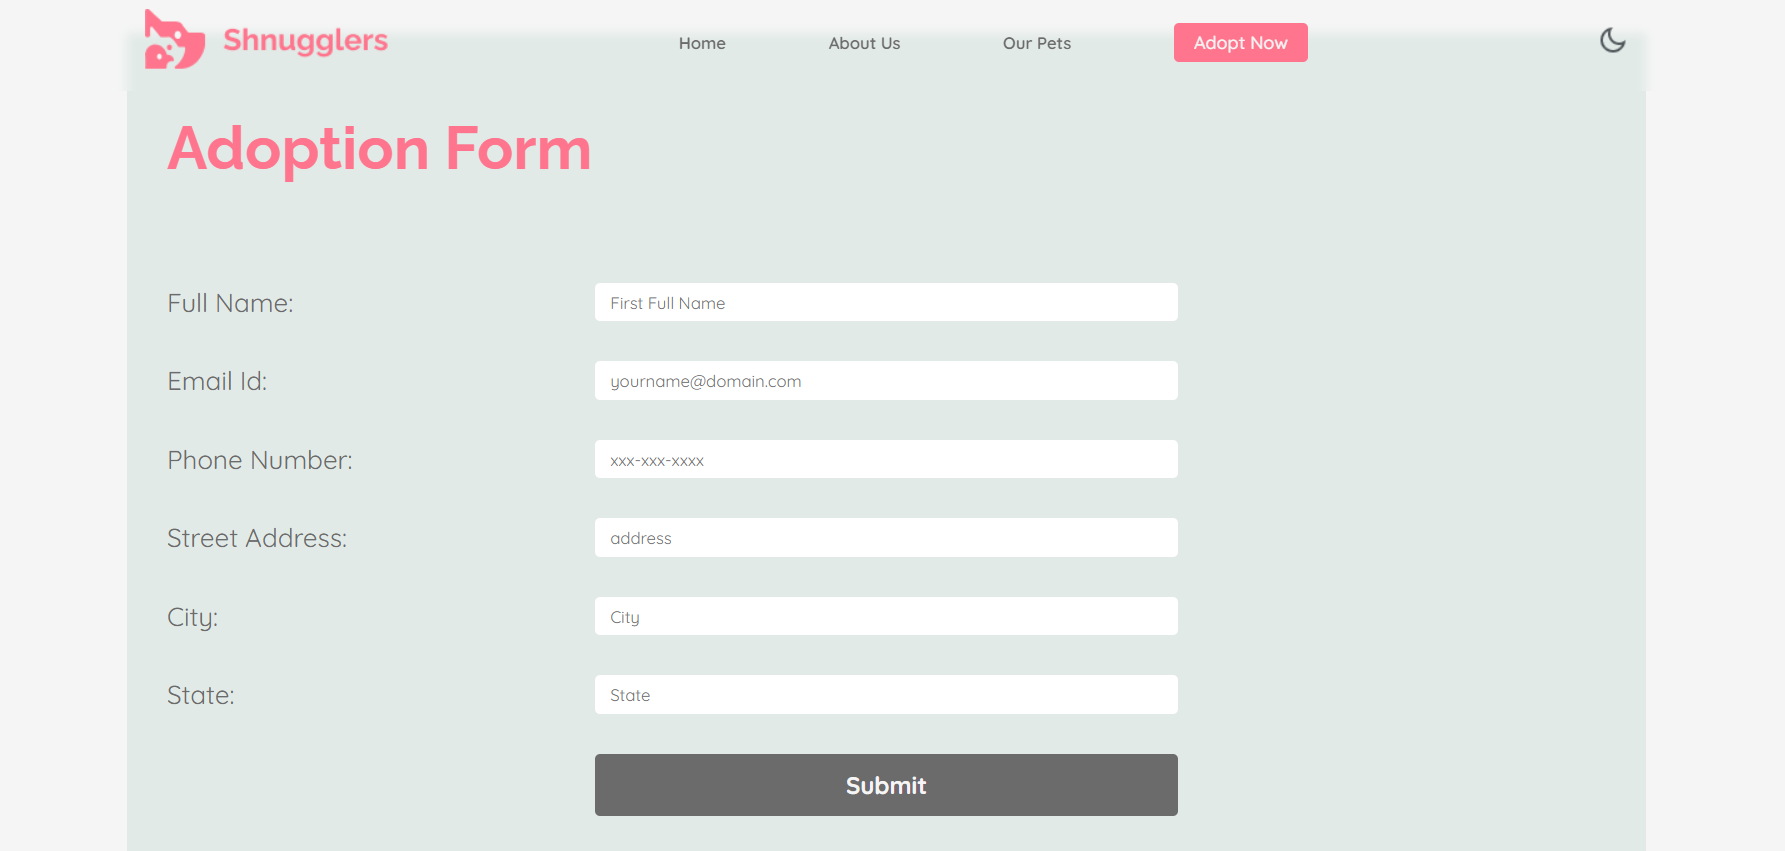 Shnugglers
Home About Us Our Pets Adopt Now
Adoption Form
Full Name: First Full Name
Email Id: yourname@domain.com
Phone Number: xxx-xxx-xxxx
Street Address: address
City: City
State: State
Submit